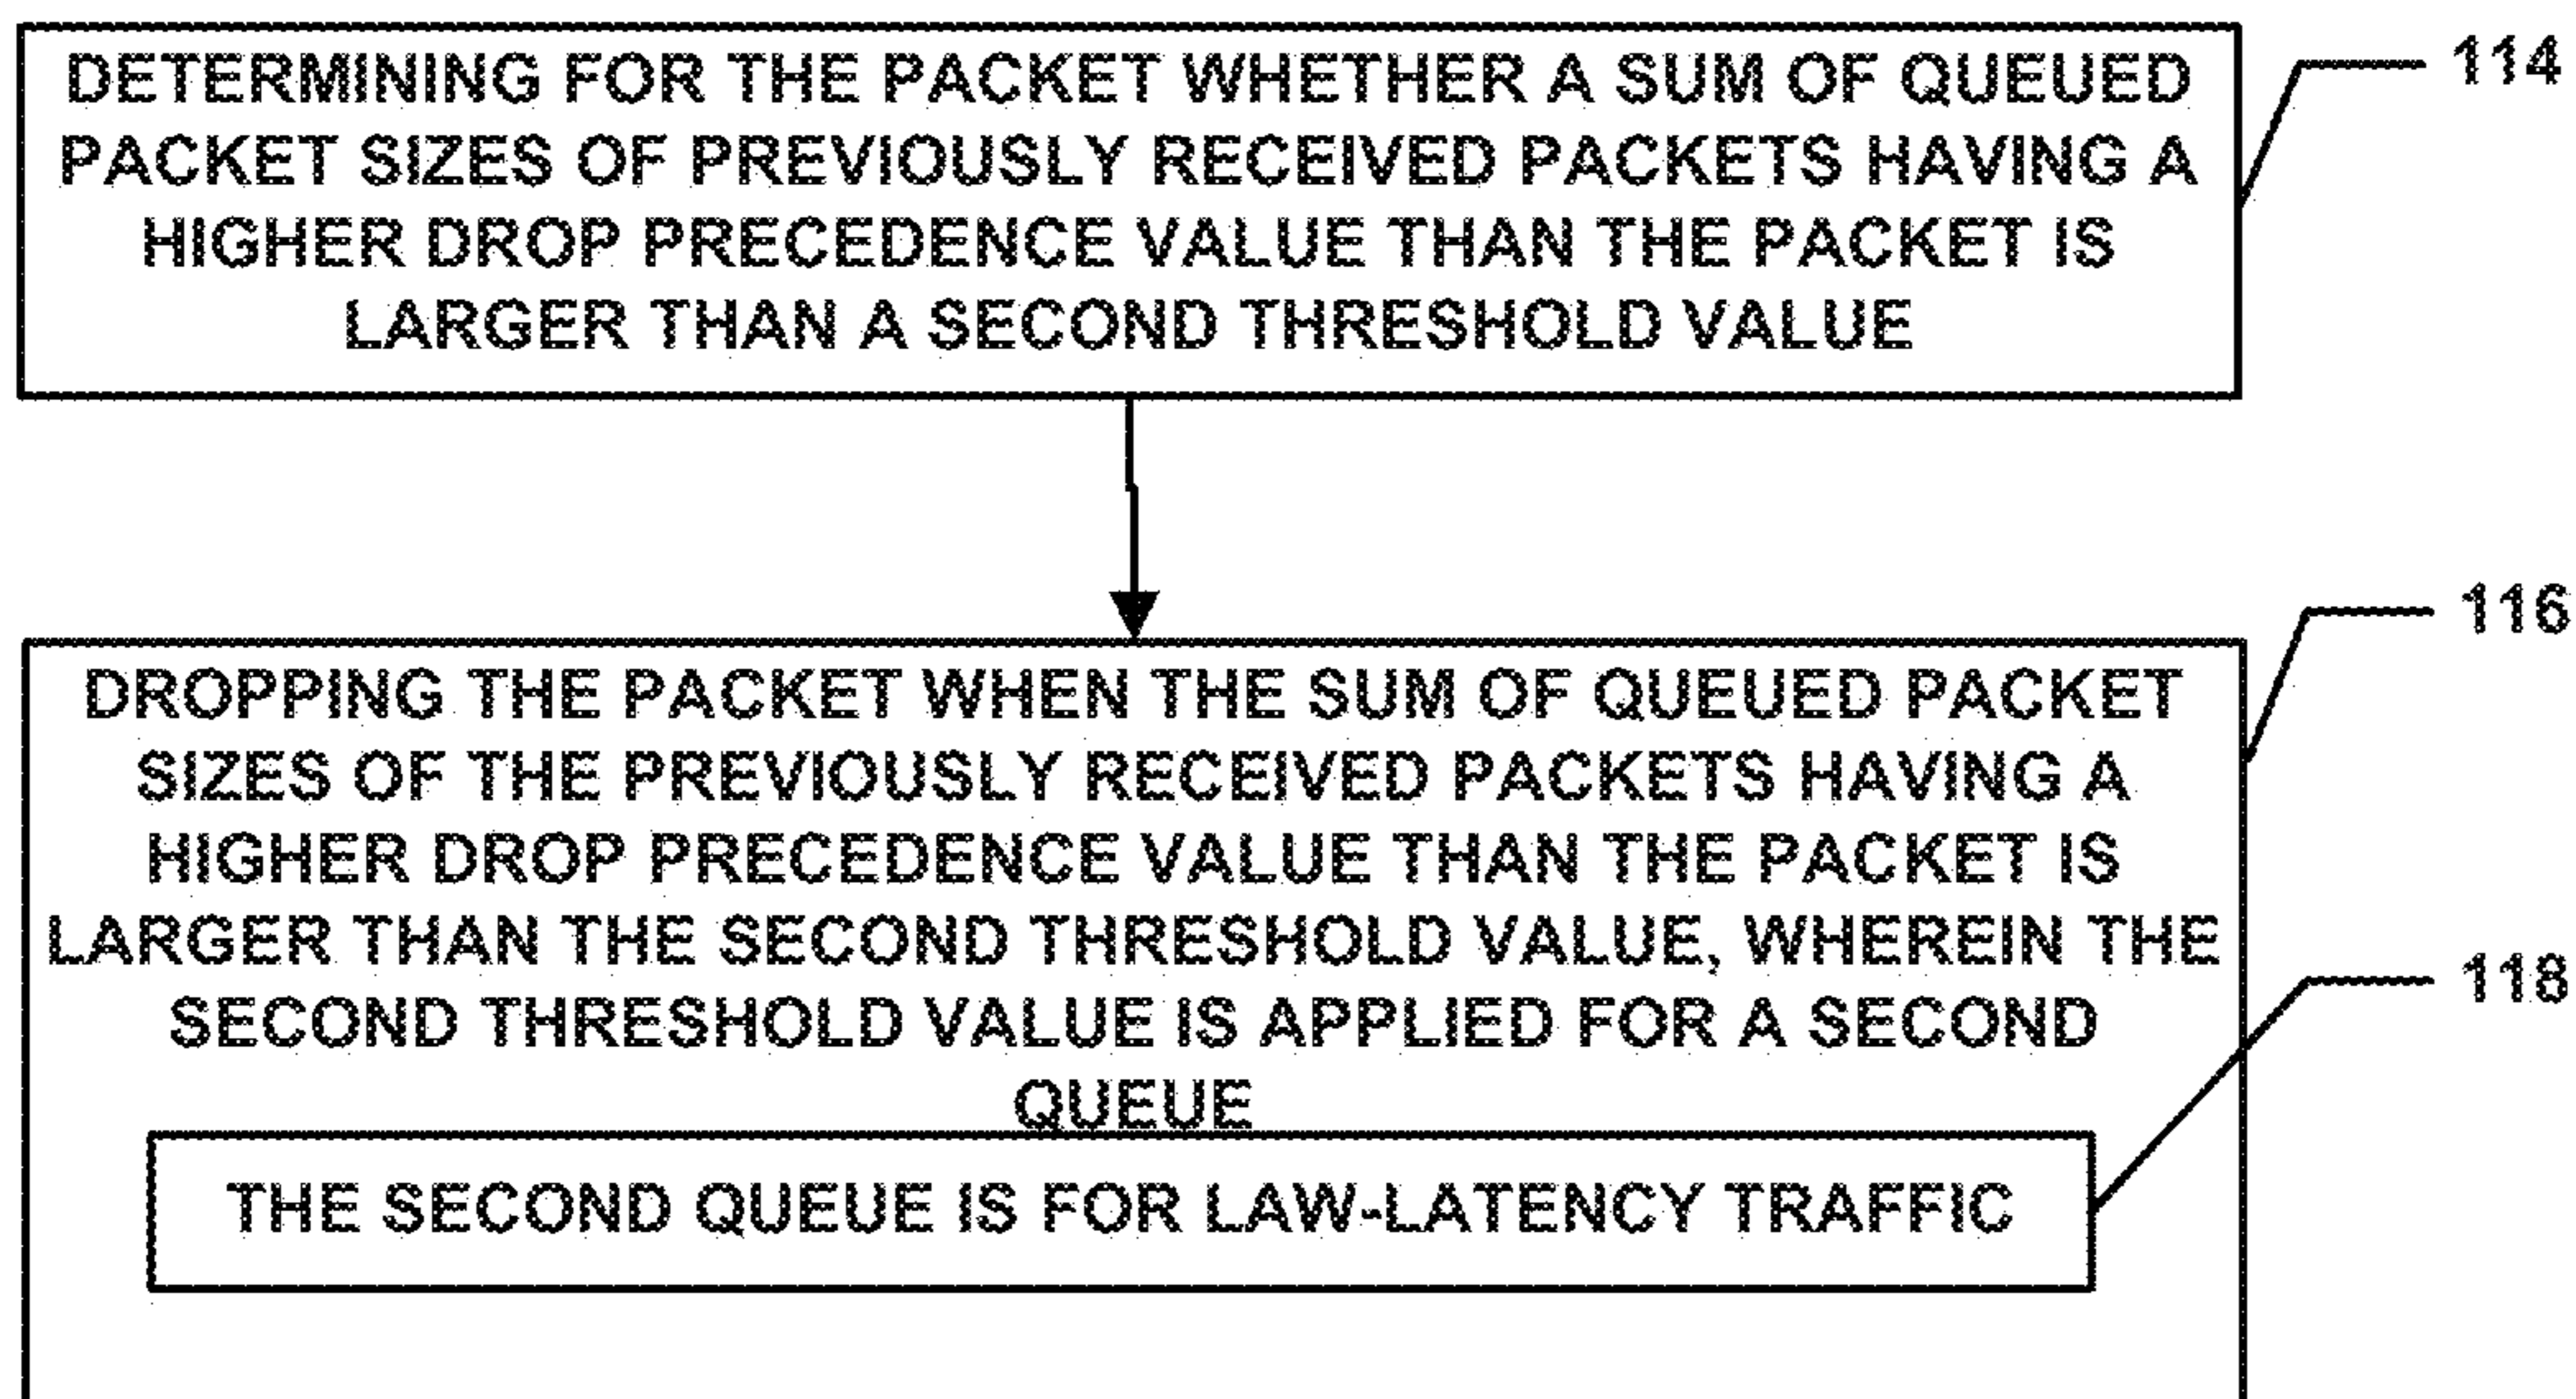 DETERMINING FOR THE PACKET WHETHER A SUM OF QUEUED
PACKET SIZES OF PREVIOUSLY RECEIVED PACKETS HAVING A
HIGHER DROP PRECEDENCE VALUE THAN THE PACKET IS
LARGER THAN A SECOND THRESHOLD VALUE
114
116
DROPPING THE PACKET WHEN THE SUM OF QUEUED PACKET
SIZES OF THE PREVIOUSLY RECEIVED PACKETS HAVING A
HIGHER DROP PRECEDENCE VALUE THAN THE PACKET IS
LARGER THAN THE SECOND THRESHOLD VALUE, WHEREIN THE
SECOND THRESHOLD VALUE IS APPLIED FOR A SECOND
QUEUE
118
THE SECOND QUEUE IS FOR LAW-LATENCY TRAFFIC